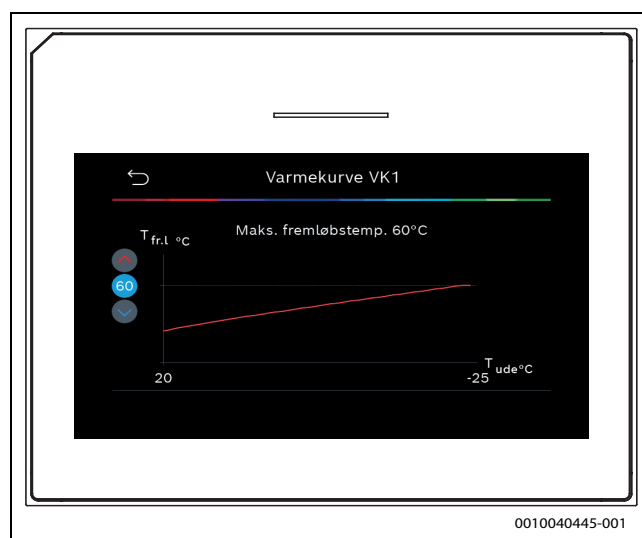 Varmekurve VK1
Maks. fremløbstemp. 60°C
T fr.l °C
60
T ude°C
20
-25
0010040445-001